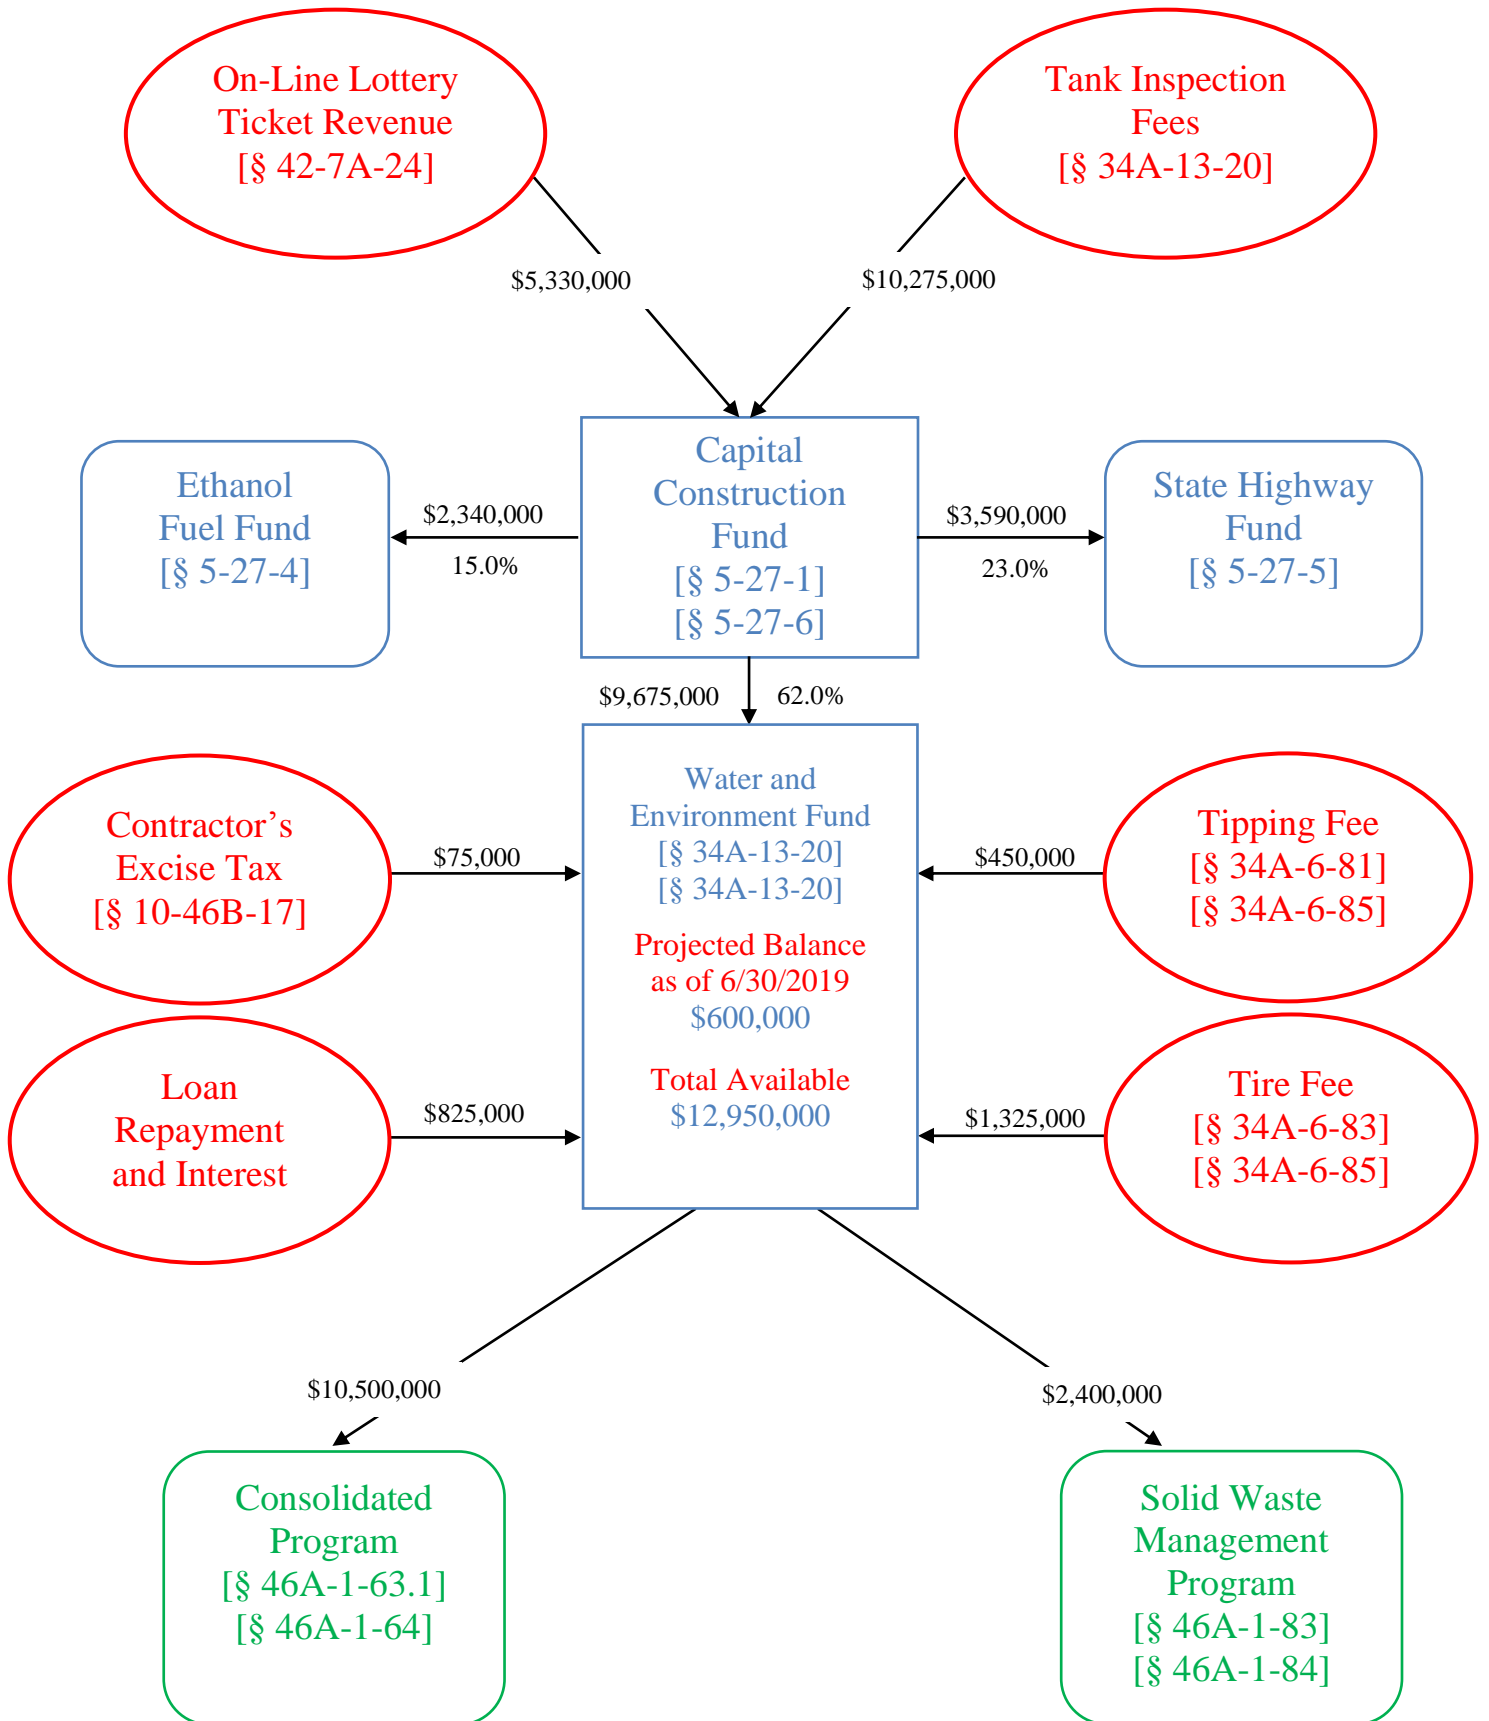 On-Line Lottery
Ticket Revenue
[§ 42-7A-24]
Tank Inspection
Fees
[§ 34A-13-20]
$5,330,000
$10,275,000
Ethanol
Fuel Fund
[§ 5-27-4]
$2,340,000
15.0%
Capital
Construction
Fund
[§ 5-27-1]
[§ 5-27-6]
$3,590,000
23.0%
State Highway
Fund
[§ 5-27-5]
$9,675,000
62.0%
Contractor’s
Excise Tax
[§ 10-46B-17]
$75,000
Water and
Environment Fund
[§ 34A-13-20]
[§ 34A-13-20]
Projected Balance
as of 6/30/2019
$600,000
Total Available
$12,950,000
$450,000
Tipping Fee
[§ 34A-6-81]
[§ 34A-6-85]
Loan
Repayment
and Interest
$825,000
$1,325,000
Tire Fee
[§ 34A-6-83]
[§ 34A-6-85]
$10,500,000
$2,400,000
Consolidated
Program
[§ 46A-1-63.1]
[§ 46A-1-64]
Solid Waste
Management
Program
[§ 46A-1-83]
[§ 46A-1-84]